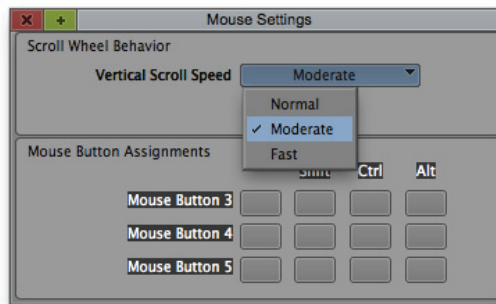 Mouse Settings
Scroll Wheel Behavior
Vertical Scroll Speed Moderate
Normal
✓ Moderate
Fast
Mouse Button Assignments
Shift Ctrl Alt
Mouse Button 3
Mouse Button 4
Mouse Button 5